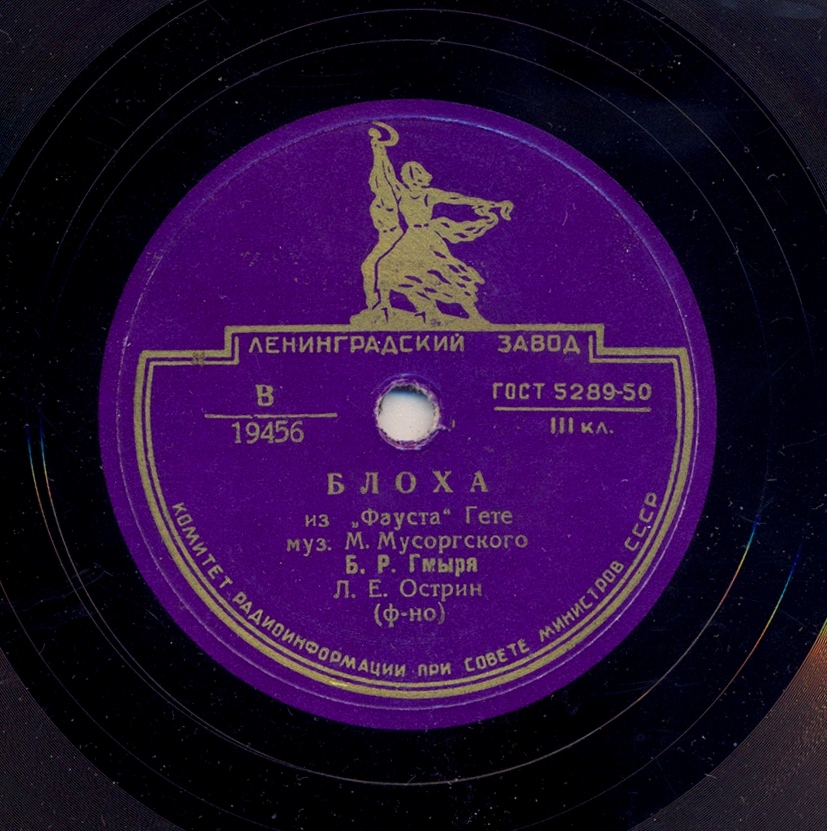 ЛЕНИНГРАДСКИЙ ЗАВОД
В
19456
ГОСТ 5289-50
III кл.
БЛОХА
из „Фауста“ Гете
муз. М. Мусоргского
Б. Р. Гмыря
Л. Е. Острин
(ф-но)
КОМИТЕТ РАДИОИНФОРМАЦИИ ПРИ СОВЕТЕ МИНИСТРОВ СССР